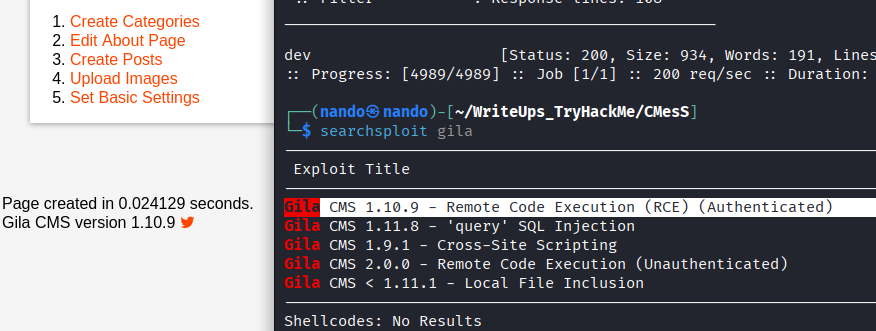 1. Create Categories
2. Edit About Page
3. Create Posts
4. Upload Images
5. Set Basic Settings
Page created in 0.024129 seconds.
Gila CMS version 1.10.9
dev [Status: 200, Size: 934, Words: 191, Lines
:: Progress: [4989/4989] :: Job [1/1] :: 200 req/sec :: Duration:
┌──(nando㉿nando)-[~/WriteUps_TryHackMe/CMesS]
└─$ searchsploit gila
Exploit Title
Gila CMS 1.10.9 - Remote Code Execution (RCE) (Authenticated)
Gila CMS 1.11.8 - 'query' SQL Injection
Gila CMS 1.9.1 - Cross-Site Scripting
Gila CMS 2.0.0 - Remote Code Execution (Unauthenticated)
Gila CMS < 1.11.1 - Local File Inclusion
Shellcodes: No Results